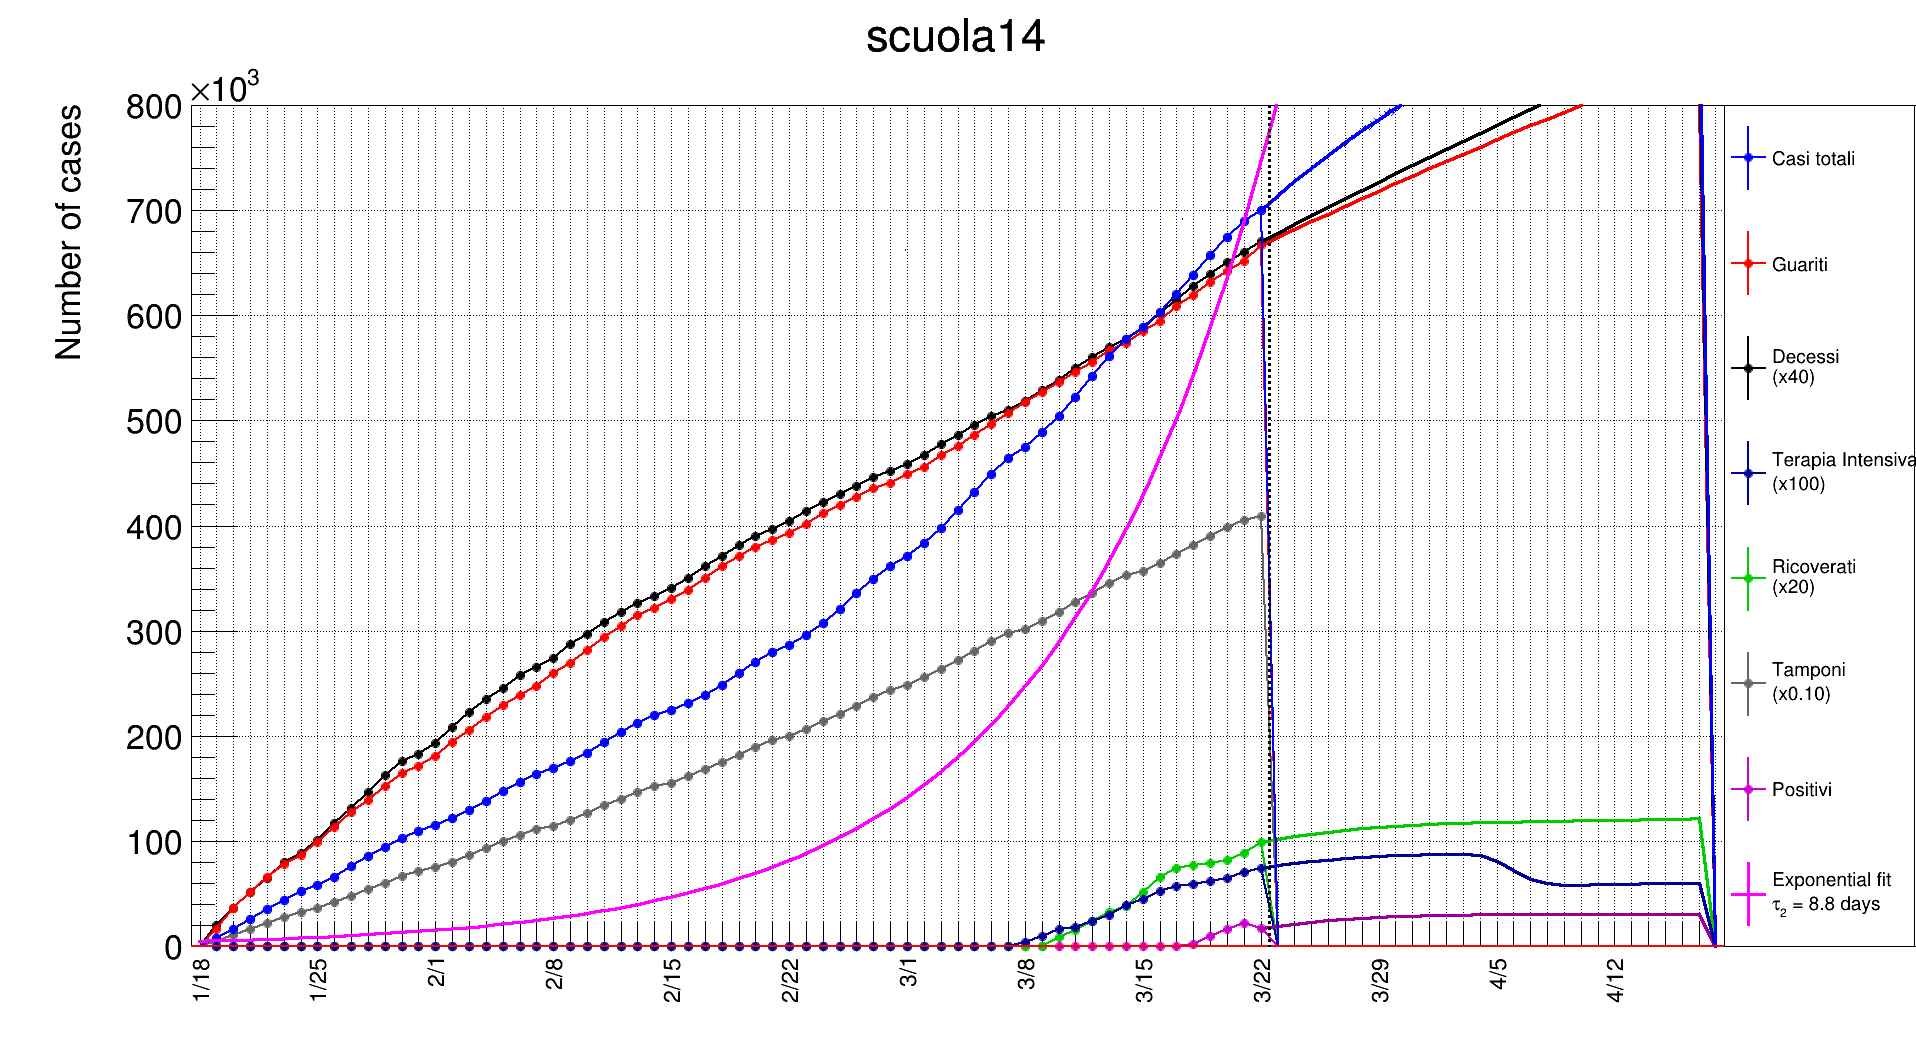 scuola14
×10³
Number of cases
800
700
600
500
400
300
200
100
0
1/18
1/25
2/1
2/8
2/15
2/22
3/1
3/8
3/15
3/22
3/29
4/5
4/12
Casi totali
Guariti
Decessi
(x40)
Terapia Intensiva
(x100)
Ricoverati
(x20)
Tamponi
(x0.10)
Positivi
Exponential fit
τ₂ = 8.8 days